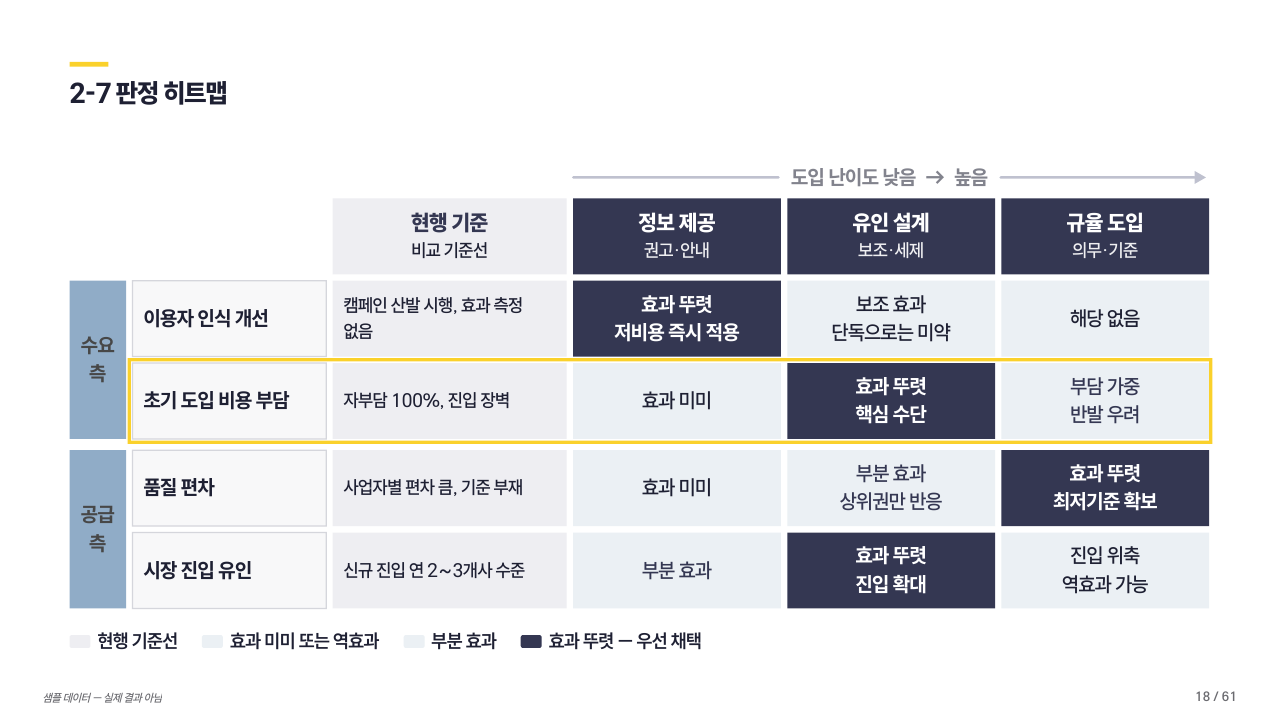 2-7 판정 히트맵
도입 난이도 낮음 → 높음
현행 기준
비교 기준선
정보 제공
권고·안내
유인 설계
보조·세제
규율 도입
의무·기준
수요
측
이용자 인식 개선
캠페인 산발 시행, 효과 측정
없음
효과 뚜렷
저비용 즉시 적용
보조 효과
단독으로는 미약
해당 없음
초기 도입 비용 부담
자부담 100%, 진입 장벽
효과 미미
효과 뚜렷
핵심 수단
부담 가중
반발 우려
공급
측
품질 편차
사업자별 편차 큼, 기준 부재
효과 미미
부분 효과
상위권만 반응
효과 뚜렷
최저기준 확보
시장 진입 유인
신규 진입 연 2~3개사 수준
부분 효과
효과 뚜렷
진입 확대
진입 위축
역효과 가능
현행 기준선
효과 미미 또는 역효과
부분 효과
효과 뚜렷 — 우선 채택
샘플 데이터 — 실제 결과 아님
18 / 61